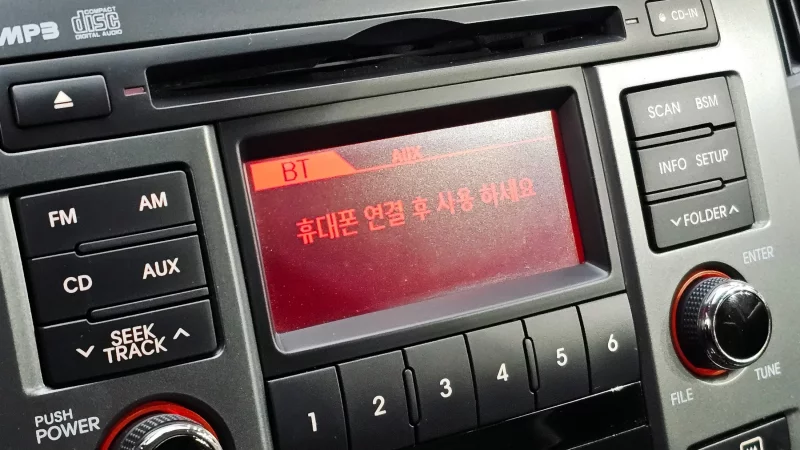 MP3 COMPACT disc DIGITAL AUDIO
CD-IN
BT AUX
휴대폰 연결 후 사용 하세요
FM AM
CD AUX
SEEK
TRACK
PUSH
POWER
1 2 3 4 5 6
SCAN BSM
INFO SETUP
FOLDER
ENTER
TUNE
FILE